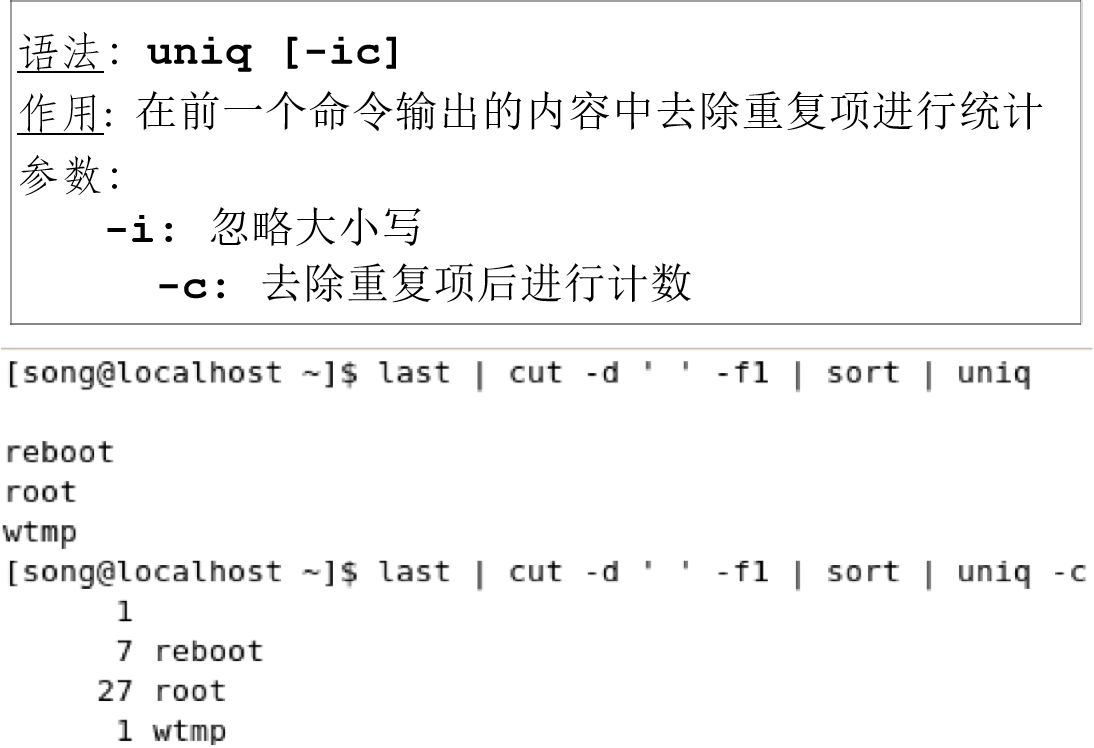 语法: uniq [-ic]
作用: 在前一个命令输出的内容中去除重复项进行统计
参数:
-i: 忽略大小写
-c: 去除重复项后进行计数
[song@localhost ~]$ last | cut -d ' ' -f1 | sort | uniq
reboot
root
wtmp
[song@localhost ~]$ last | cut -d ' ' -f1 | sort | uniq -c
1
7 reboot
27 root
1 wtmp